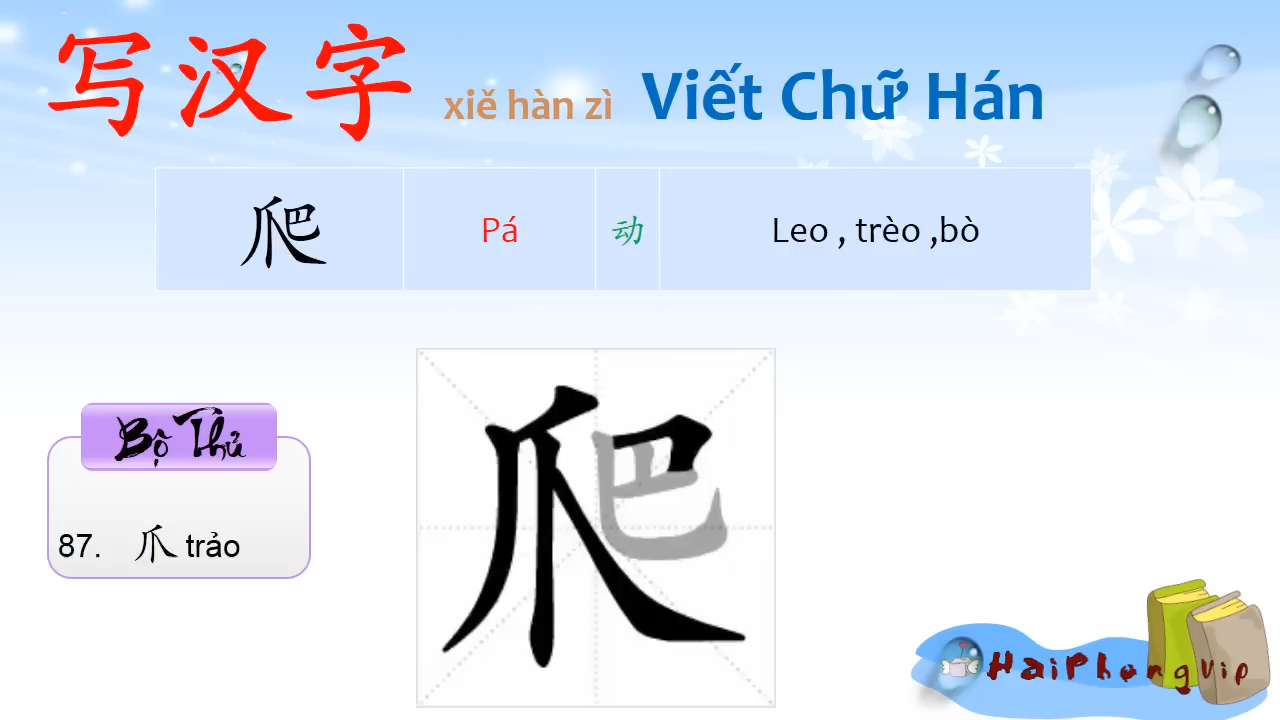 写汉字 xiě hàn zì Viết Chữ Hán
爬 Pá 动 Leo , trèo ,bò
Bộ Thủ
87. 爪 trảo
爬
HaiPhongVip